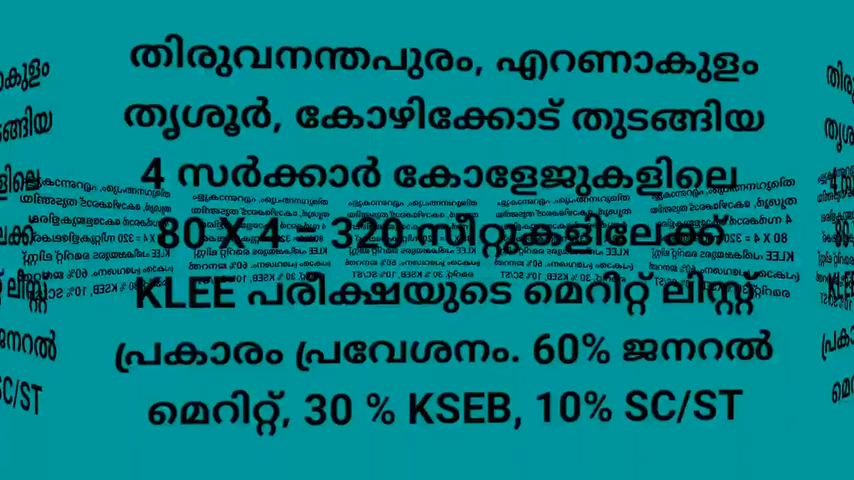 തിരുവനന്തപുരം, എറണാകുളം
തൃശൂർ, കോഴിക്കോട് തുടങ്ങിയ
4 സർക്കാർ കോളേജുകളിലെ
80 X 4 = 320 സീറ്റുകളിലേക്ക്
KLEE പരീക്ഷയുടെ മെറിറ്റ് ലിസ്റ്റ്
പ്രകാരം പ്രവേശനം. 60% ജനറൽ
മെറിറ്റ്, 30 % KSEB, 10% SC/ST